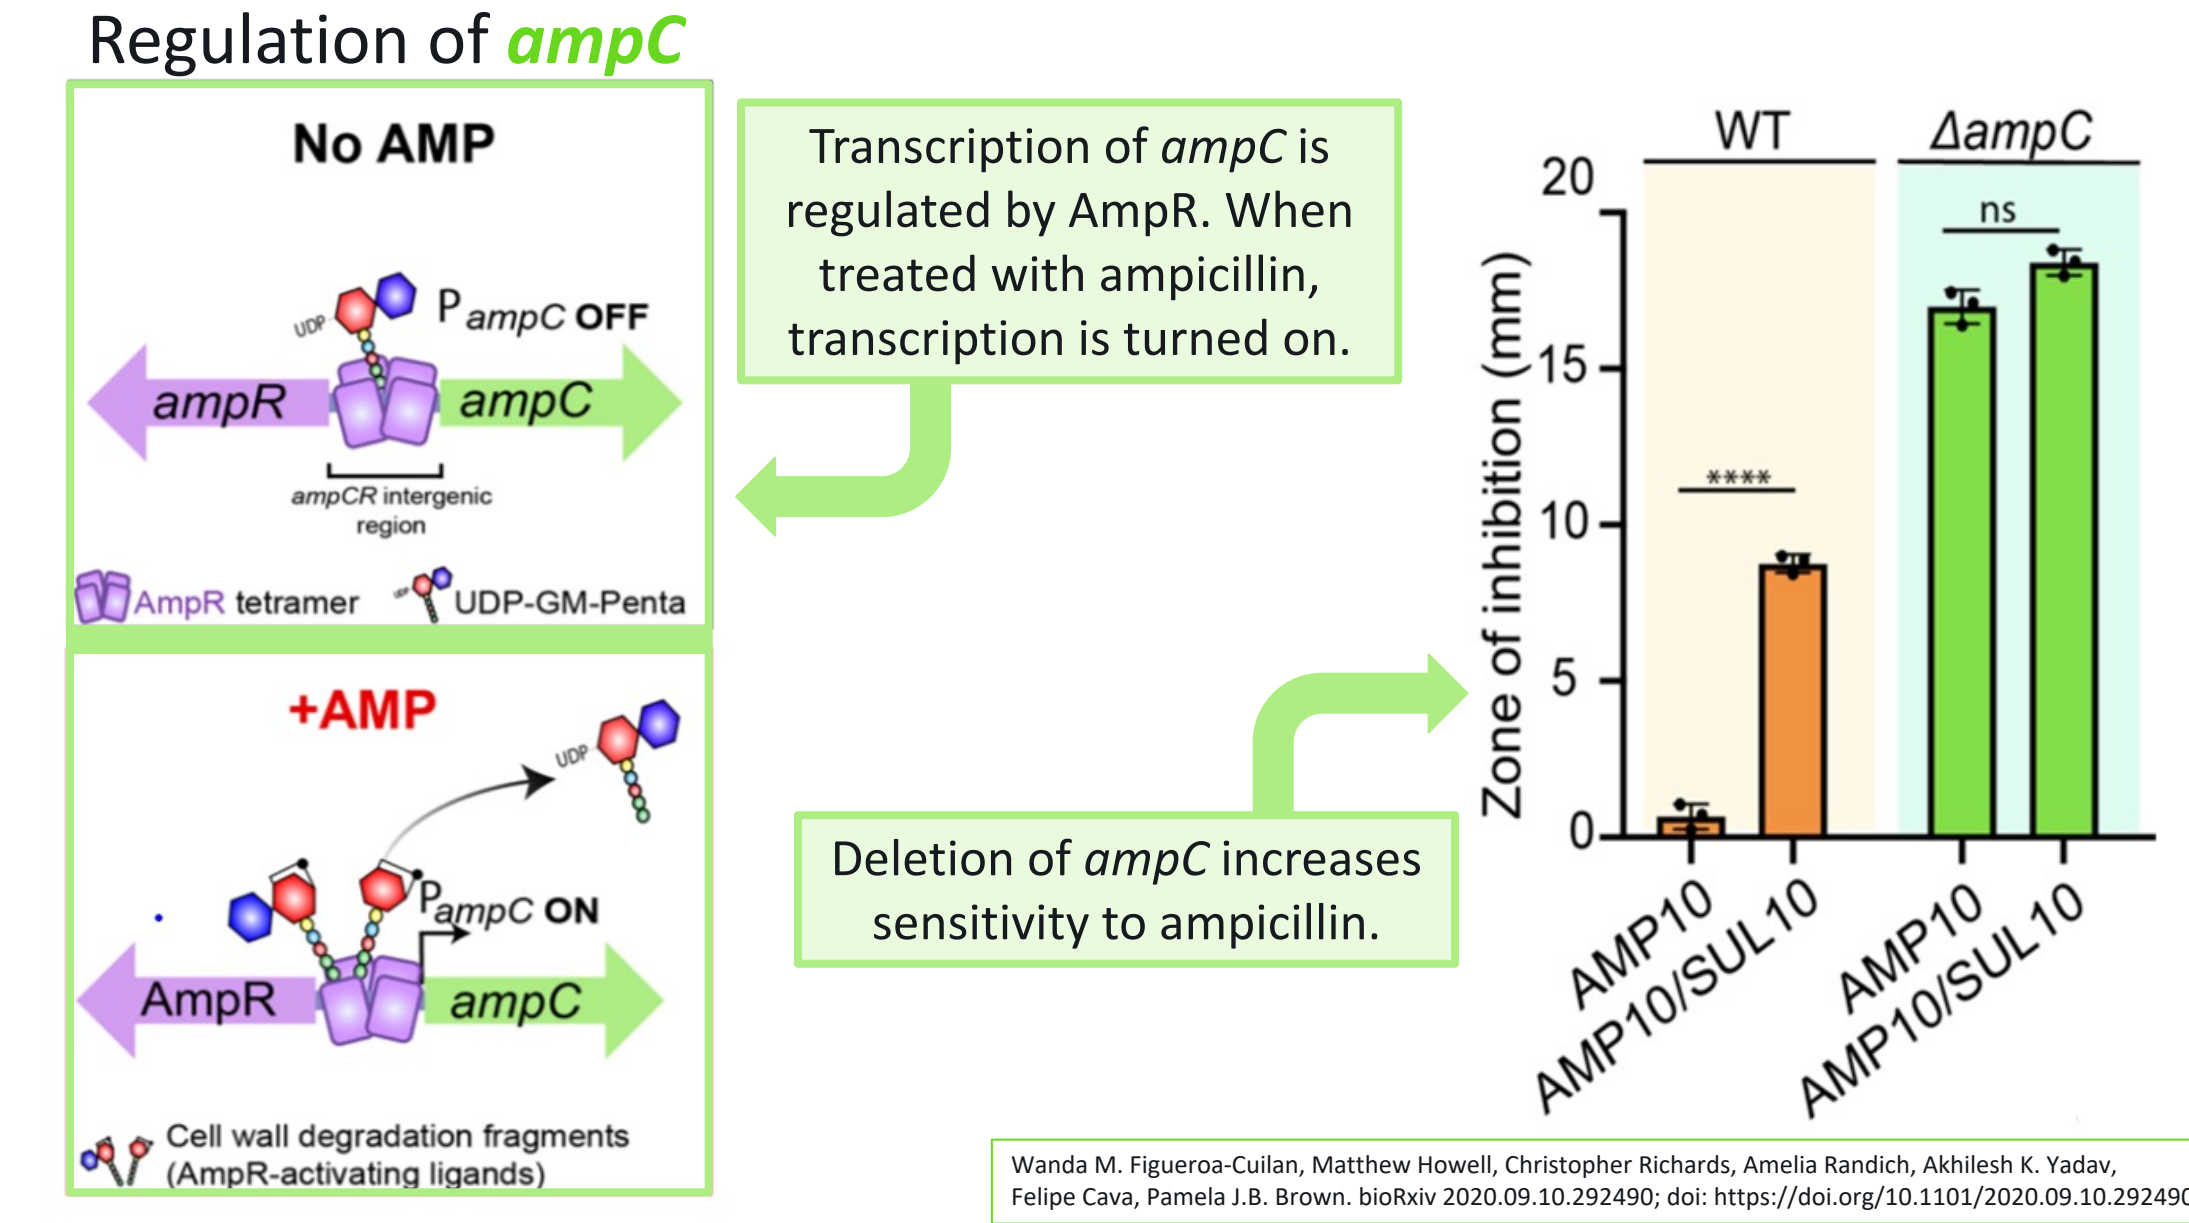 Regulation of ampC
No AMP
UDP
P ampC OFF
ampR
ampC
ampCR intergenic
region
AmpR tetramer
UDP
UDP-GM-Penta
+AMP
UDP
PampC ON
AmpR
ampC
Cell wall degradation fragments
(AmpR-activating ligands)
Transcription of ampC is
regulated by AmpR. When
treated with ampicillin,
transcription is turned on.
Deletion of ampC increases
sensitivity to ampicillin.
WT
ΔampC
Zone of inhibition (mm)
20
15
10
5
0
****
ns
AMP10
AMP10/SUL10
AMP10
AMP10/SUL10
Wanda M. Figueroa-Cuilan, Matthew Howell, Christopher Richards, Amelia Randich, Akhilesh K. Yadav,
Felipe Cava, Pamela J.B. Brown. bioRxiv 2020.09.10.292490; doi: https://doi.org/10.1101/2020.09.10.292490